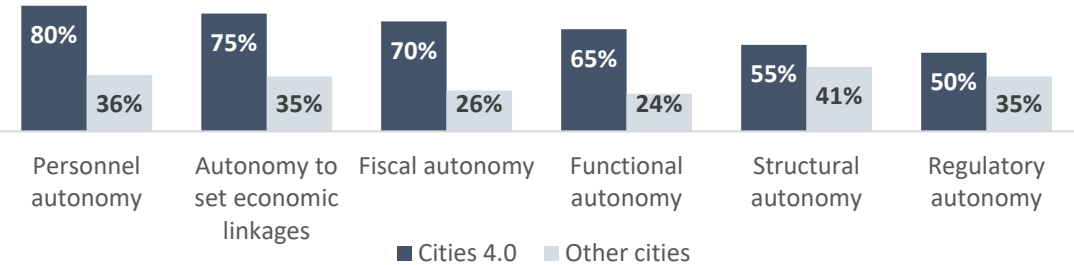 80% 36% 75% 35% 70% 26% 65% 24% 55% 41% 50% 35%
Personnel autonomy
Autonomy to set economic linkages
Fiscal autonomy
Functional autonomy
Structural autonomy
Regulatory autonomy
Cities 4.0 Other cities